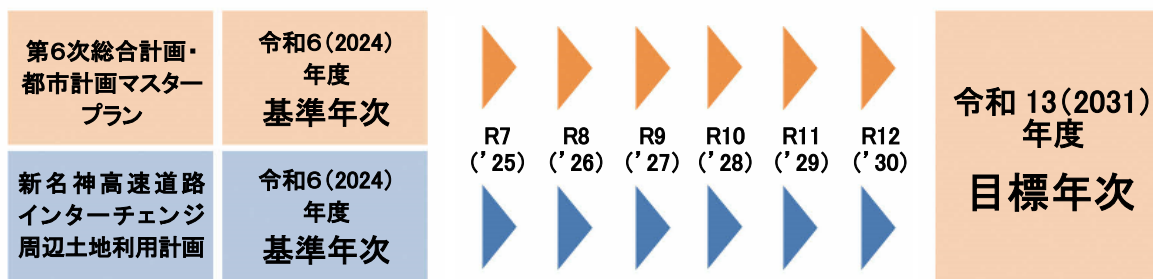 第6次総合計画・
都市計画マスター
プラン
令和6(2024)
年度
基準年次
新名神高速道路
インターチェンジ
周辺土地利用計画
令和6(2024)
年度
基準年次
R7
(’25)
R8
(’26)
R9
(’27)
R10
(’28)
R11
(’29)
R12
(’30)
令和 13(2031)
年度
目標年次